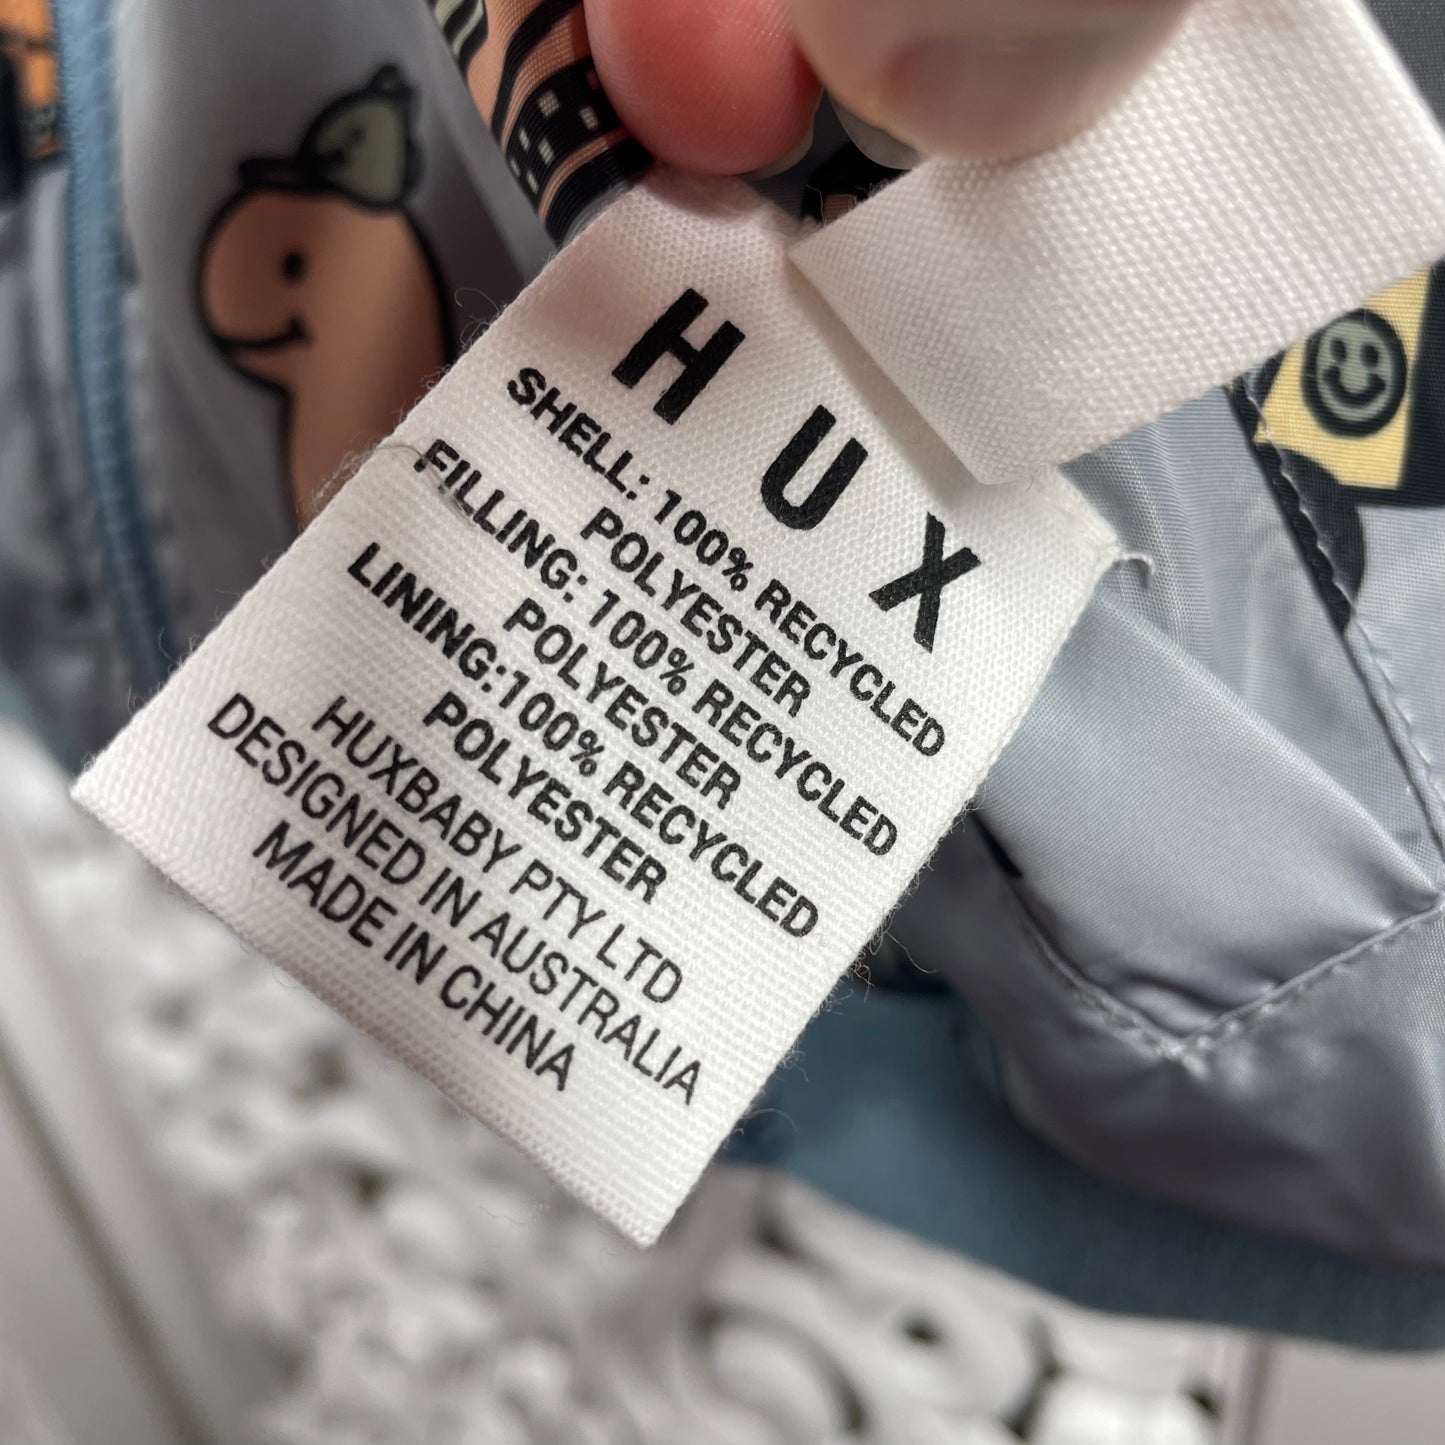 HUX
SHELL: 100% RECYCLED
POLYESTER
FILLING: 100% RECYCLED
POLYESTER
LINING:100% RECYCLED
POLYESTER
HUXBABY PTY LTD
DESIGNED IN AUSTRALIA
MADE IN CHINA